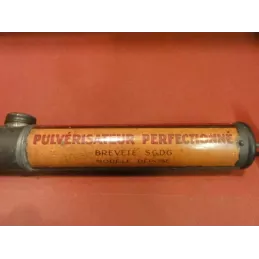 PULVÉRISATEUR PERFECTIONNÉ
BREVETÉ S.G.D.G
MODÈLE DÉPOSÉ